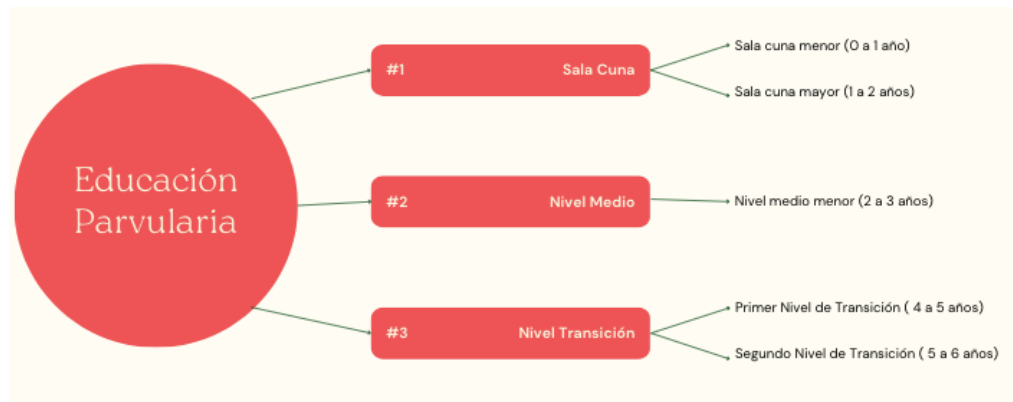 Educación
Parvularia
#1 Sala Cuna
Sala cuna menor (0 a 1 año)
Sala cuna mayor (1 a 2 años)
#2 Nivel Medio
Nivel medio menor (2 a 3 años)
#3 Nivel Transición
Primer Nivel de Transición ( 4 a 5 años)
Segundo Nivel de Transición ( 5 a 6 años)